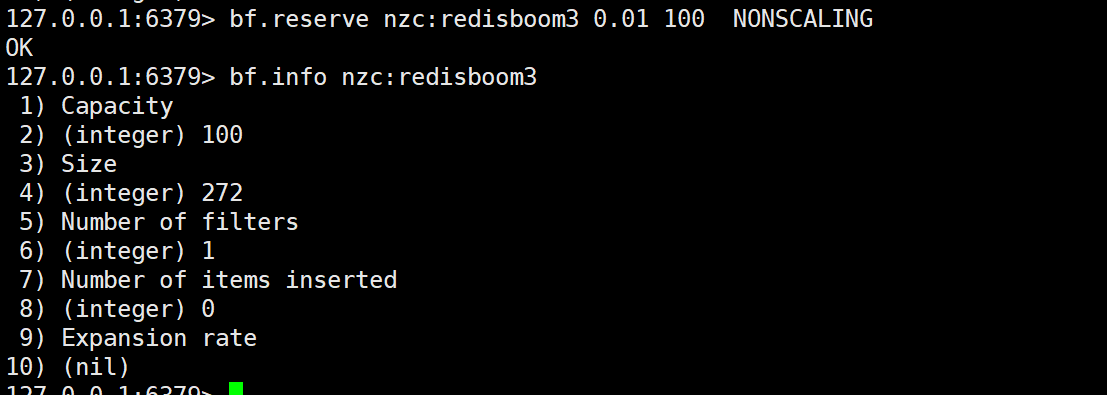 127.0.0.1:6379> bf.reserve nzc:redisboom3 0.01 100  NONSCALING
OK
127.0.0.1:6379> bf.info nzc:redisboom3
 1) Capacity
 2) (integer) 100
 3) Size
 4) (integer) 272
 5) Number of filters
 6) (integer) 1
 7) Number of items inserted
 8) (integer) 0
 9) Expansion rate
10) (nil)
127.0.0.1:6379>